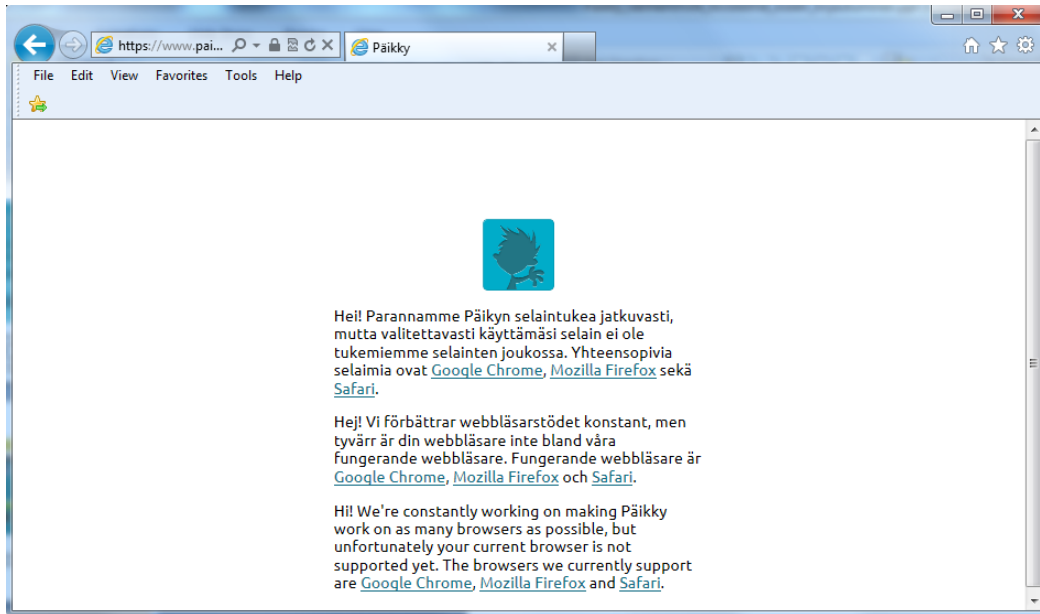 https://www.pai...
Päikky
File Edit View Favorites Tools Help
Hei! Parannamme Päikyn selaintukea jatkuvasti,
mutta valitettavasti käyttämäsi selain ei ole
tukemiemme selainten joukossa. Yhteensopivia
selaimia ovat Google Chrome, Mozilla Firefox sekä
Safari.
Hej! Vi förbättrar webbläsarstödet konstant, men
tyvärr är din webbläsare inte bland våra
fungerande webbläsare. Fungerande webbläsare är
Google Chrome, Mozilla Firefox och Safari.
Hi! We're constantly working on making Päikky
work on as many browsers as possible, but
unfortunately your current browser is not
supported yet. The browsers we currently support
are Google Chrome, Mozilla Firefox and Safari.